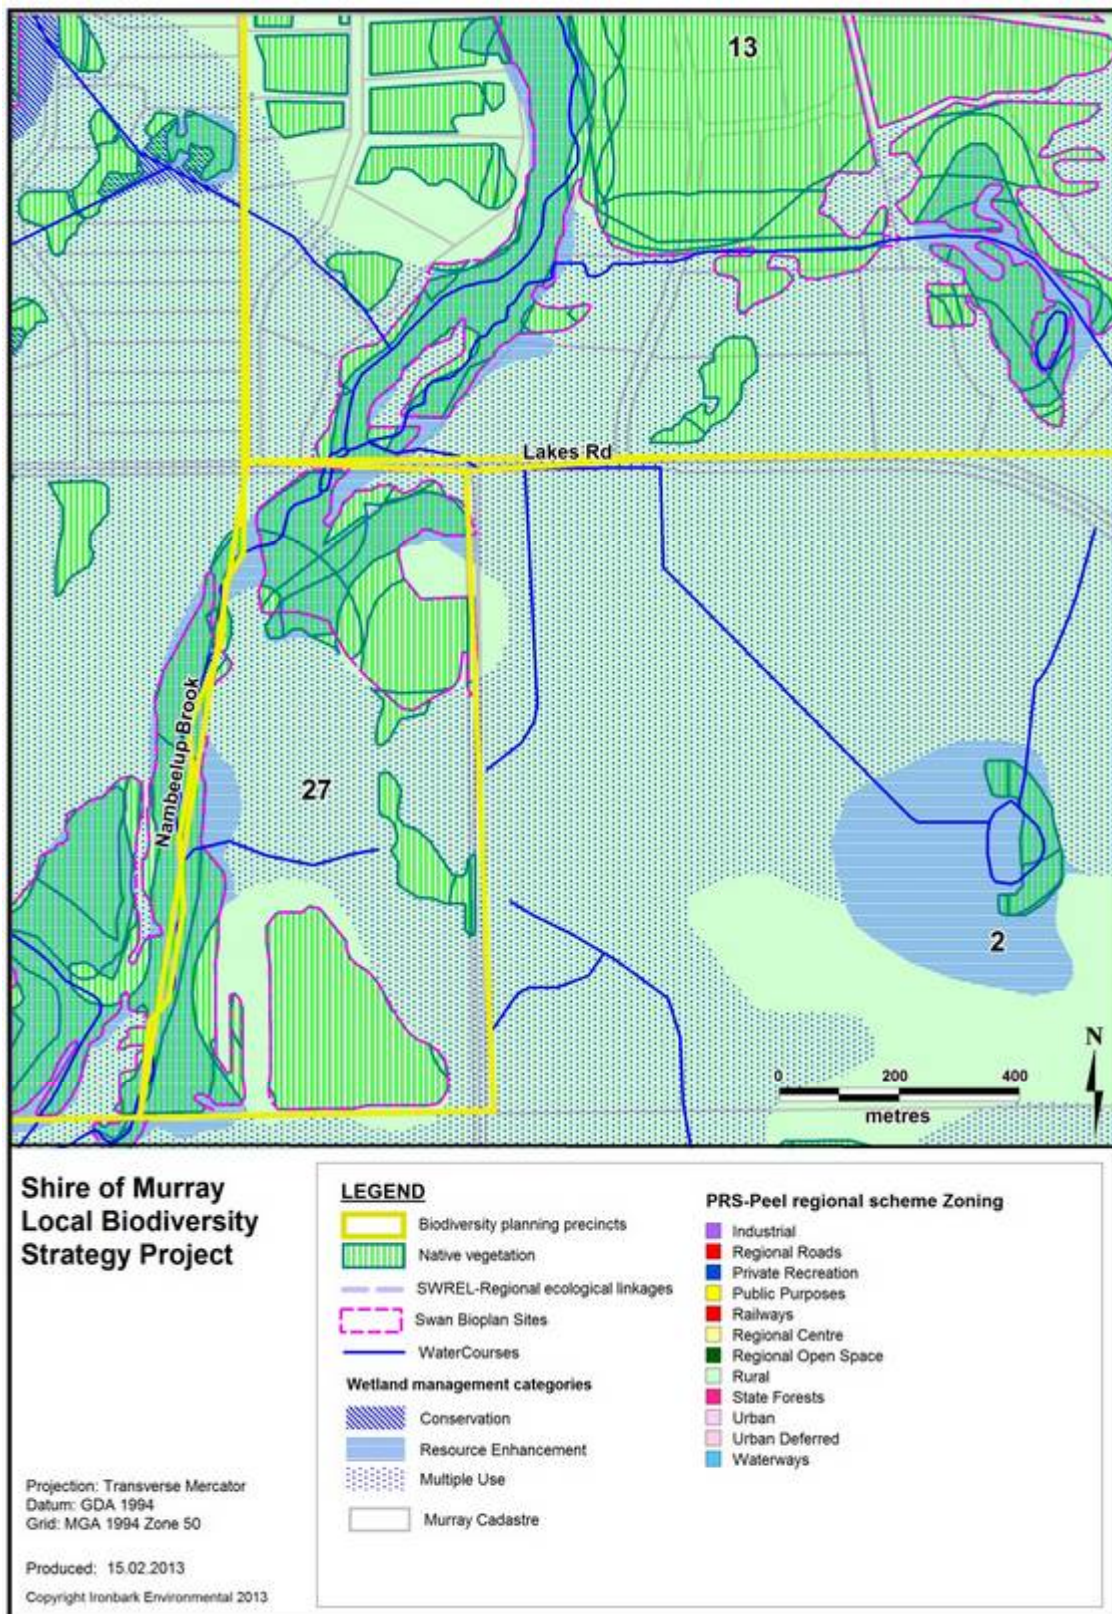 13
Lakes Rd
Nambeelup Brook
27
2
N
0 200 400
metres
Shire of Murray
Local Biodiversity
Strategy Project
Projection: Transverse Mercator
Datum: GDA 1994
Grid: MGA 1994 Zone 50
Produced: 15.02.2013
Copyright Ironbark Environmental 2013
LEGEND
Biodiversity planning precincts
Native vegetation
SWREL-Regional ecological linkages
Swan Bioplan Sites
WaterCourses
Wetland management categories
Conservation
Resource Enhancement
Multiple Use
Murray Cadastre
PRS-Peel regional scheme Zoning
Industrial
Regional Roads
Private Recreation
Public Purposes
Railways
Regional Centre
Regional Open Space
Rural
State Forests
Urban
Urban Deferred
Waterways